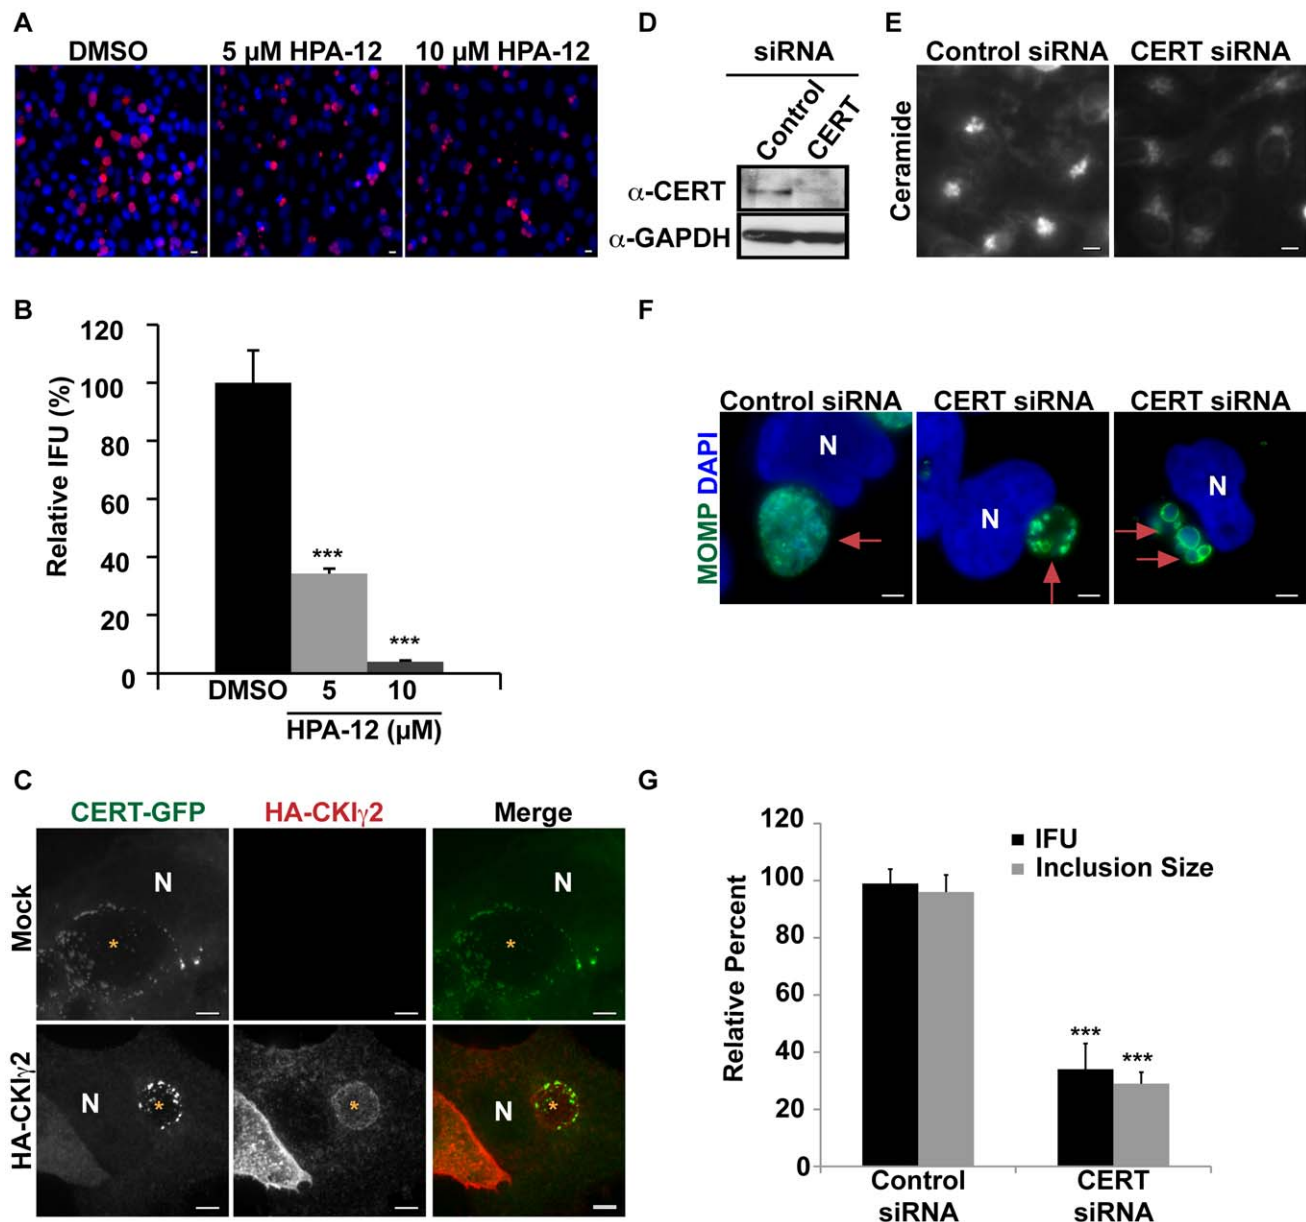 A
DMSO
5 µM HPA-12
10 µM HPA-12
B
Relative IFU (%)
120
100
80
60
40
20
0
***
***
DMSO
5
10
HPA-12 (µM)
C
CERT-GFP
HA-CKIγ2
Merge
Mock
N
*
*
N
HA-CKIγ2
N
*
*
N
*
D
siRNA
Control
CERT
α-CERT
α-GAPDH
E
Control siRNA
CERT siRNA
Ceramide
F
Control siRNA
CERT siRNA
CERT siRNA
MOMP DAPI
N
N
N
G
Relative Percent
120
100
80
60
40
20
0
IFU
Inclusion Size
***
***
Control siRNA
CERT siRNA